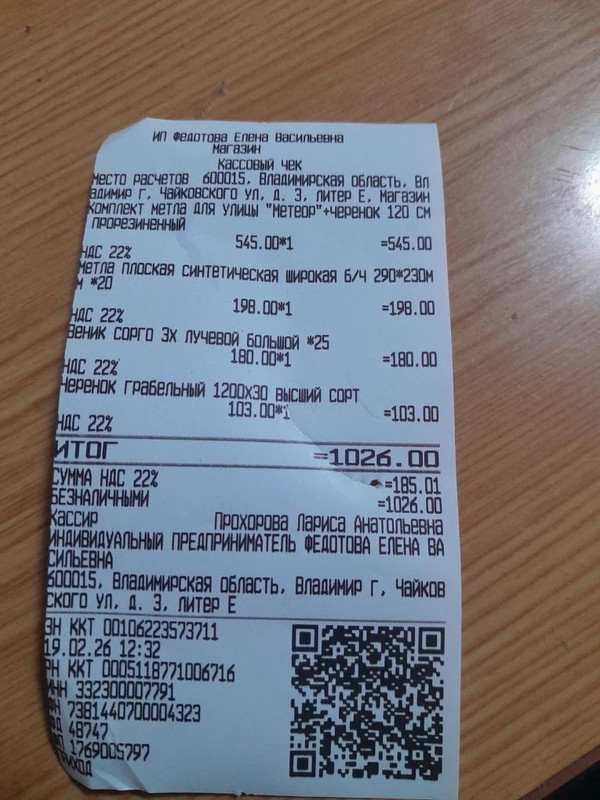 ИП Федотова Елена Васильевна
Магазин
Кассовый чек
Место расчетов 600015, Владимирская область, Вл
адимир г, Чайковского ул, д. 3, литер Е, Магазин
Комплект метла для улицы "Метеор"+черенок 120 см
прорезиненный
545.00*1 =545.00
НДС 22%
Метла плоская синтетическая широкая б/ч 290*230м
м *20
198.00*1 =198.00
НДС 22%
Веник СОРГО 3х лучевой большой *25
180.00*1 =180.00
НДС 22%
Черенок грабельный 1200х30 высший сорт
103.00*1 =103.00
НДС 22%
ИТОГ =1026.00
СУММА НДС 22% =185.01
БЕЗНАЛИЧНЫМИ =1026.00
Кассир Прохорова Лариса Анатольевна
ИНДИВИДУАЛЬНЫЙ ПРЕДПРИНИМАТЕЛЬ ФЕДОТОВА ЕЛЕНА ВА
СИЛЬЕВНА
600015, Владимирская область, Владимир г, Чайков
ского ул, д. 3, литер Е
ЗН ККТ 00106223573711
19.02.26 12:32
РН ККТ 0005118771006716
ИНН 332300007791
ФН 7381440700004323
ФД 48747
ФП 1769005797
ПРИХОД